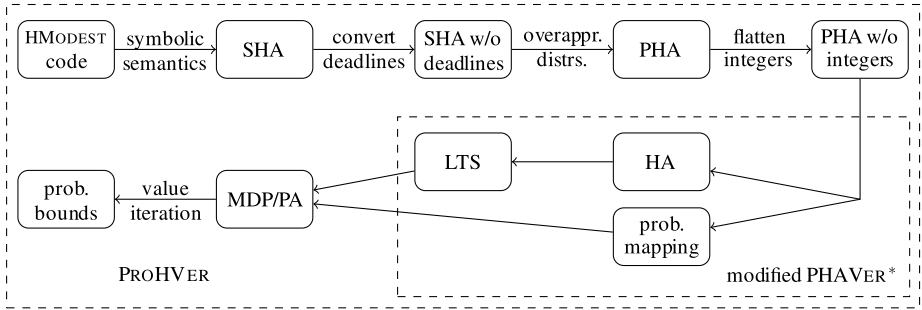 HMODEST
code
symbolic
semantics
SHA
convert
deadlines
SHA w/o
deadlines
overappr.
distrs.
PHA
flatten
integers
PHA w/o
integers
LTS
HA
prob.
bounds
value
iteration
MDP/PA
prob.
mapping
PROHVER
modified PHAVER*